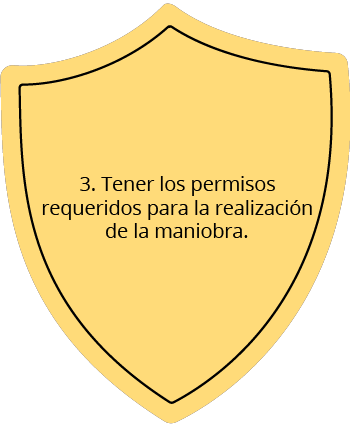 3. Tener los permisos
requeridos para la realización
de la maniobra.